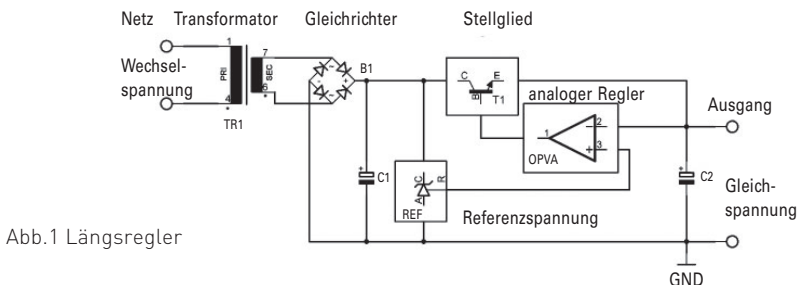 Netz Transformator Gleichrichter Stellglied
Wechsel-
spannung
1
4
PRI
SEC
7
TR1
~
~
-
+
B1
C
E
B
T1
analoger Regler
1
2
3
-
+
OPVA
Ausgang
+
C1
A
C
R
REF
Referenzspannung
+
C2
Gleich-
spannung
Abb.1 Längsregler
GND